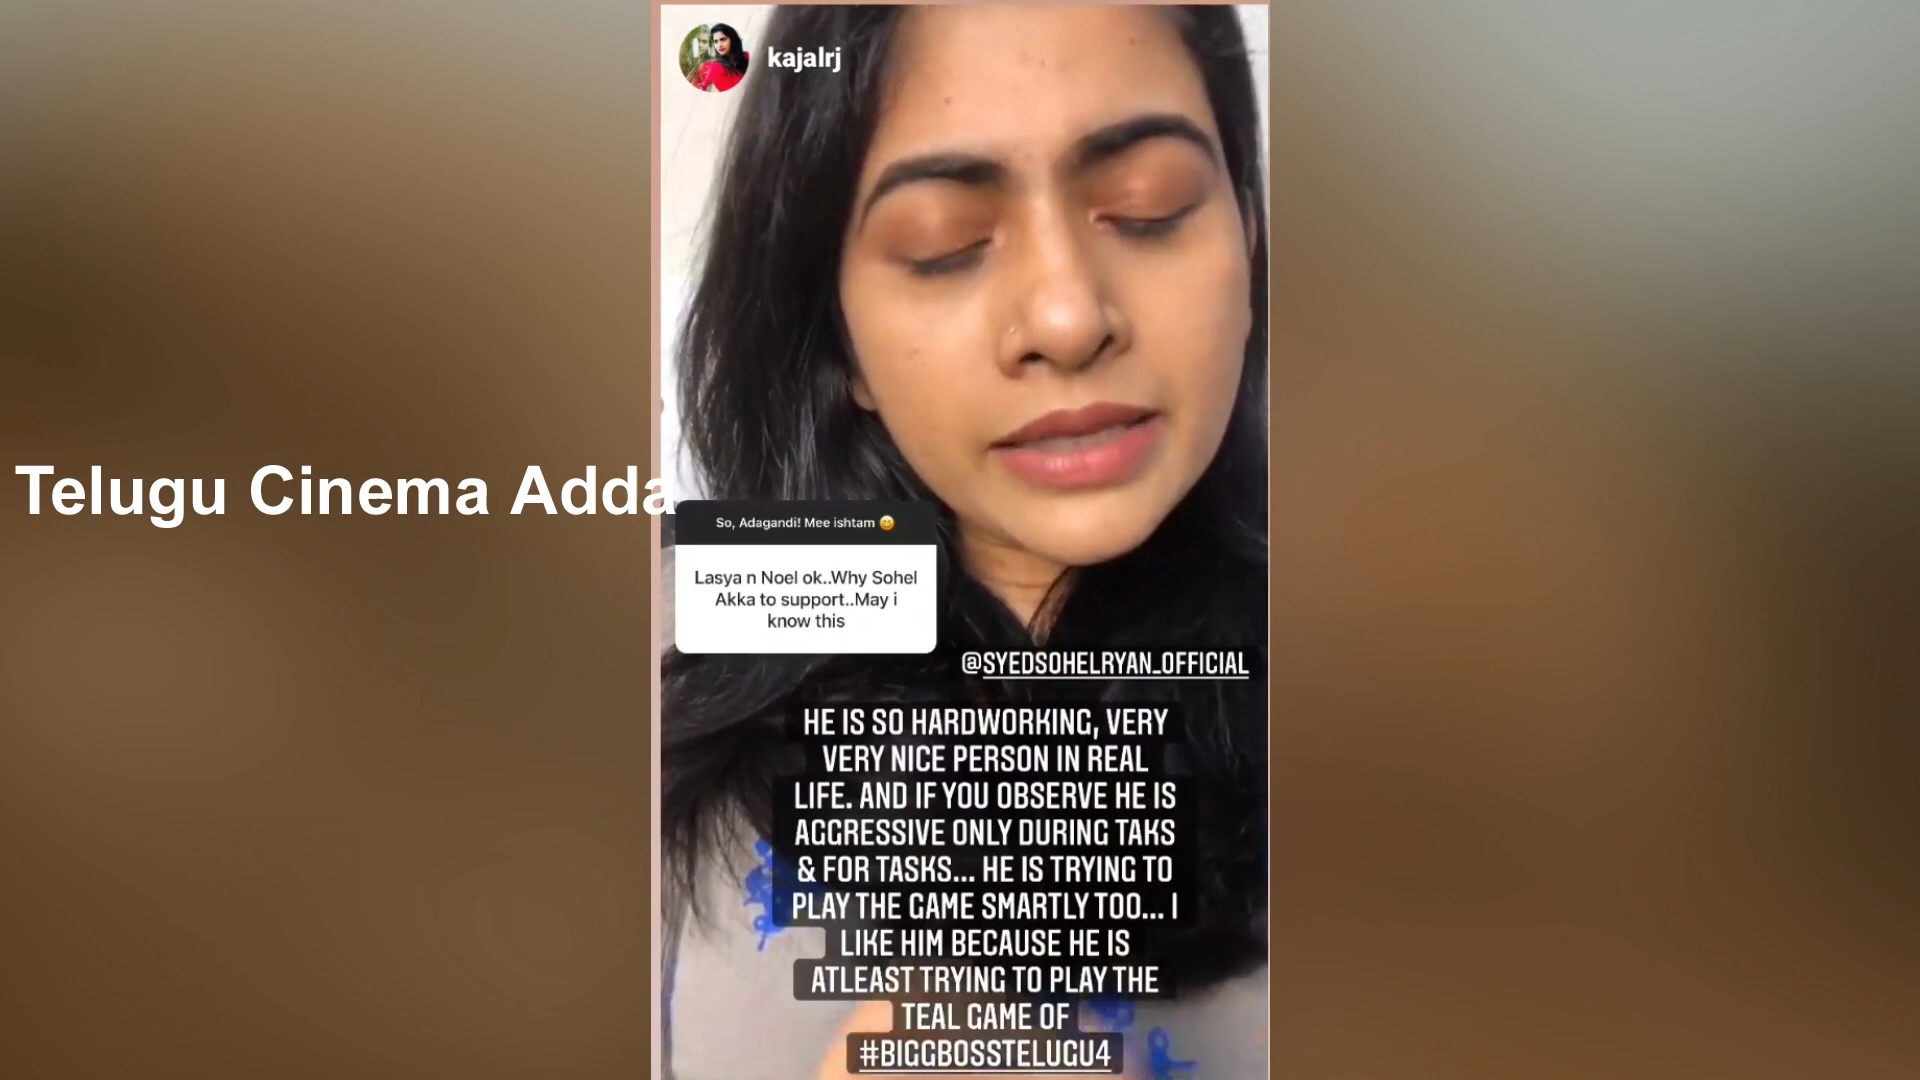 kajalrj
Telugu Cinema Adda
So, Adagandi! Mee ishtam 😄
Lasya n Noel ok..Why Sohel
Akka to support..May i
know this
@SYEDSOHELRYAN_OFFICIAL
HE IS SO HARDWORKING, VERY
VERY NICE PERSON IN REAL
LIFE. AND IF YOU OBSERVE HE IS
AGGRESSIVE ONLY DURING TAKS
& FOR TASKS... HE IS TRYING TO
PLAY THE GAME SMARTLY TOO... I
LIKE HIM BECAUSE HE IS
ATLEAST TRYING TO PLAY THE
TEAL GAME OF
#BIGGBOSSTELUGU4